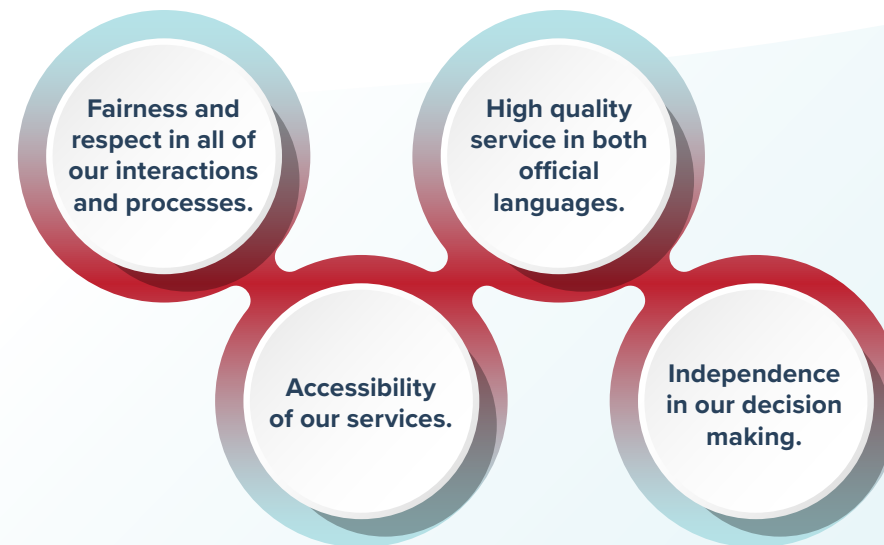 Fairness and
respect in all of
our interactions
and processes.
Accessibility
of our services.
High quality
service in both
official
languages.
Independence
in our decision
making.